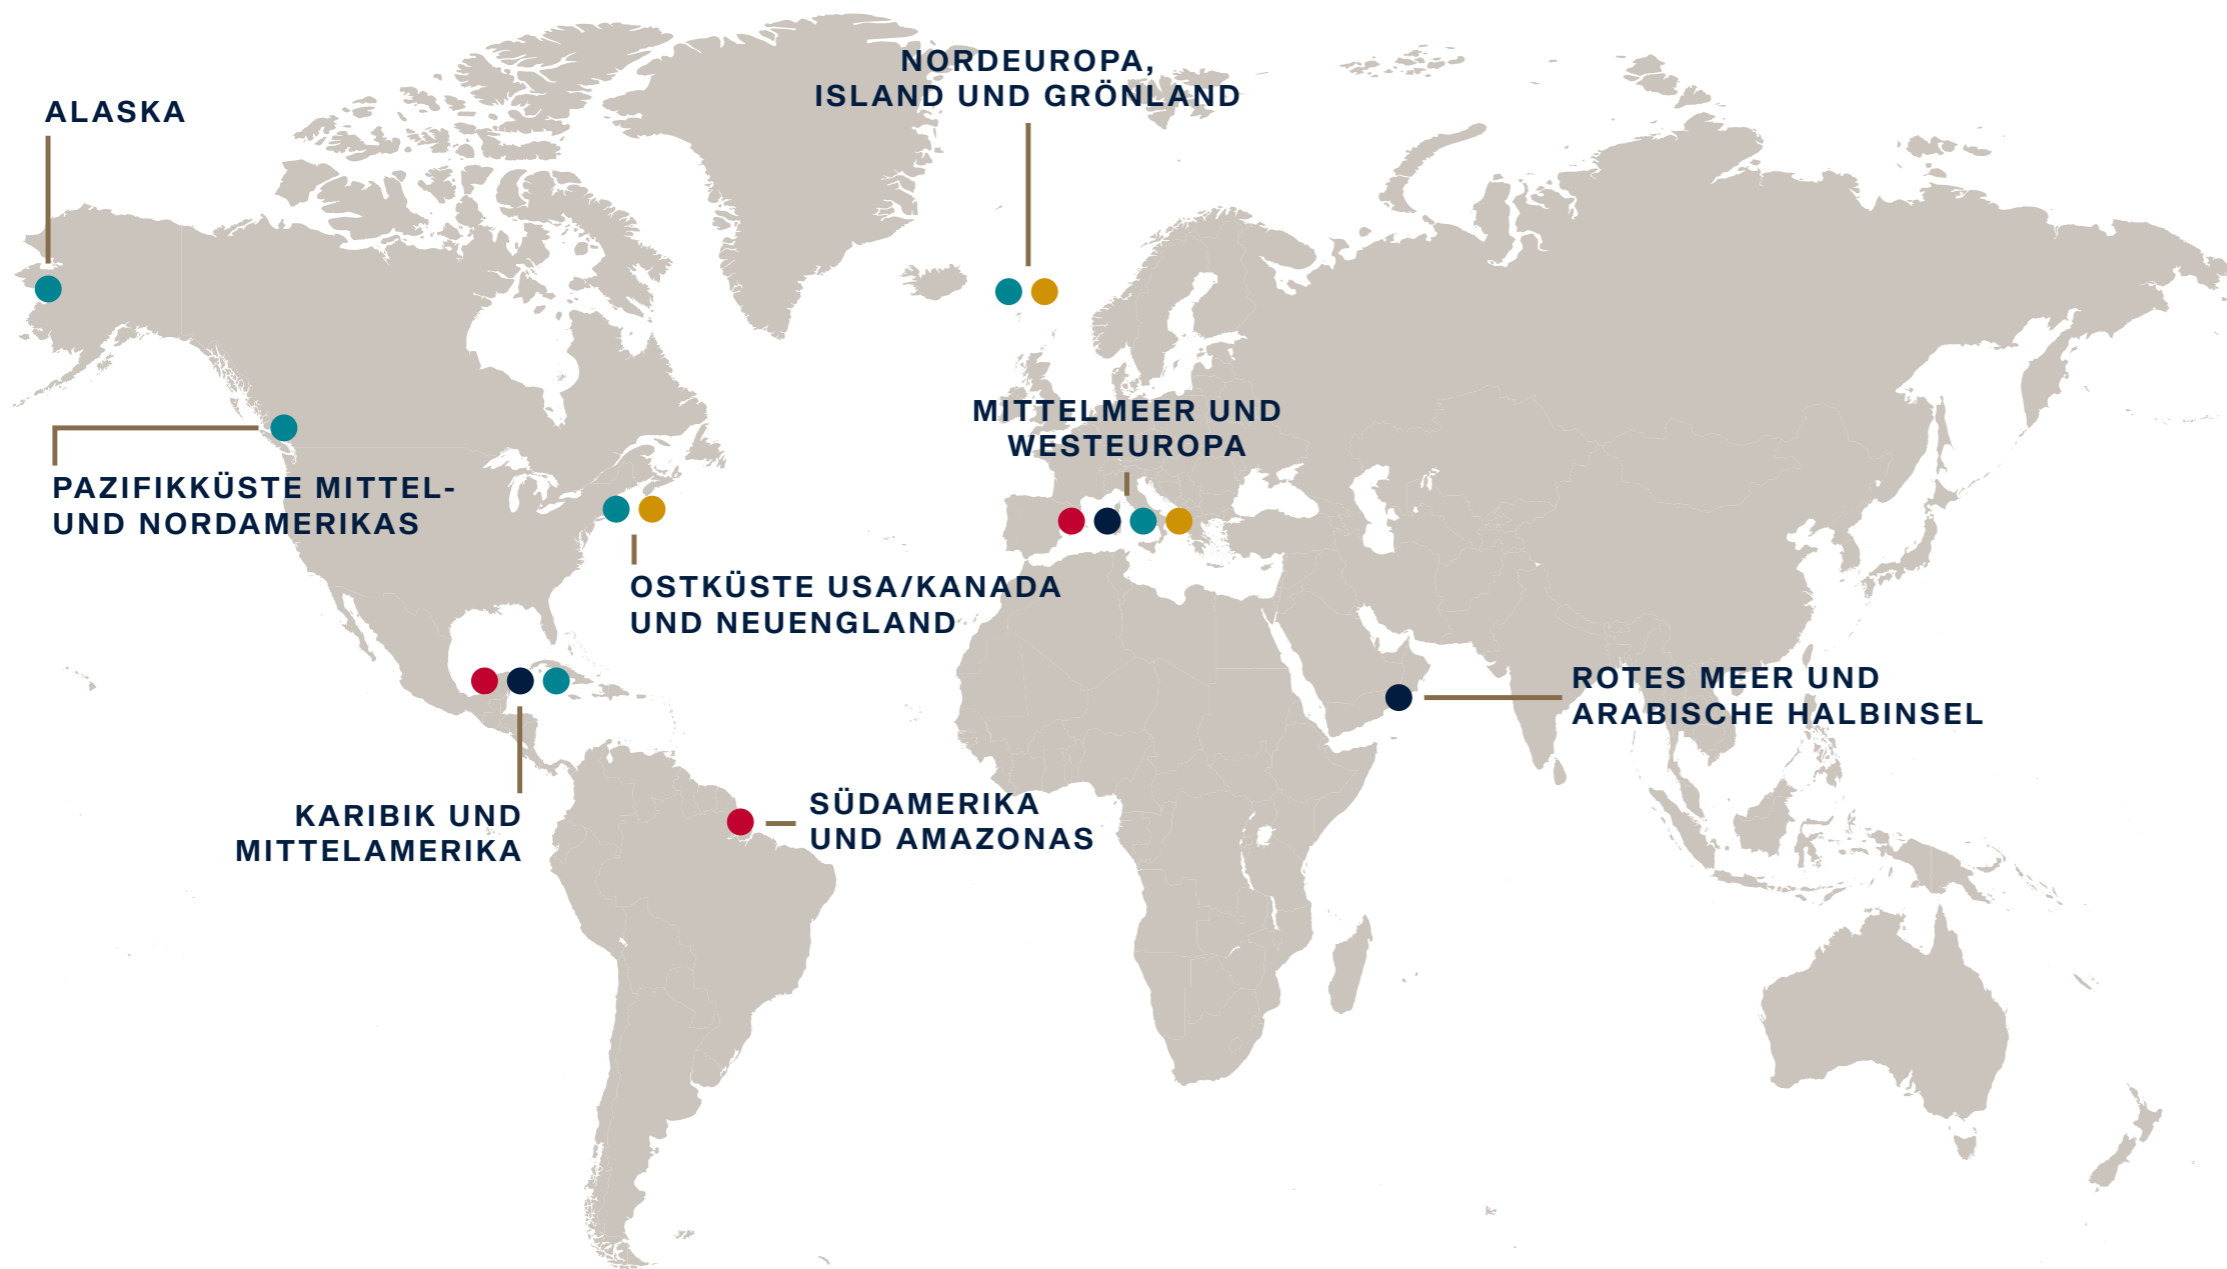 NORDEUROPA,
ISLAND UND GRÖNLAND
ALASKA
MITTELMEER UND
WESTEUROPA
PAZIFIKKÜSTE MITTEL-
UND NORDAMERIKAS
OSTKÜSTE USA/KANADA
UND NEUENGLAND
ROTES MEER UND
ARABISCHE HALBINSEL
KARIBIK UND
MITTELAMERIKA
SÜDAMERIKA
UND AMAZONAS